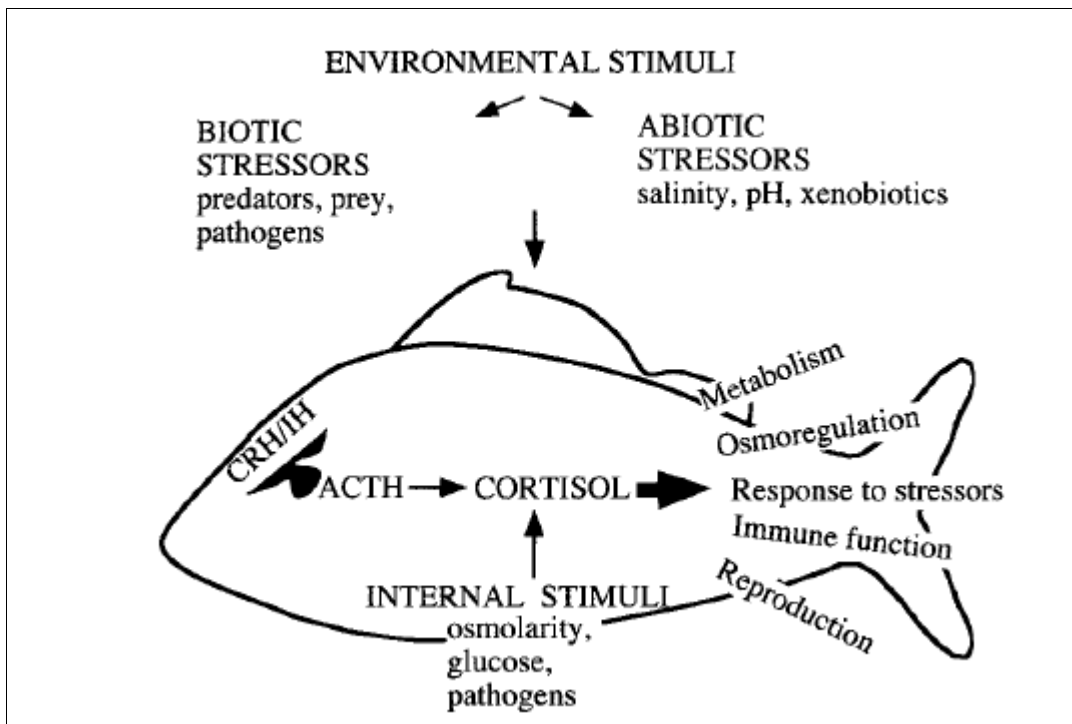 ENVIRONMENTAL STIMULI
BIOTIC
STRESSORS
predators, prey,
pathogens
ABIOTIC
STRESSORS
salinity, pH, xenobiotics
CRH/IH
ACTH
CORTISOL
Metabolism
Osmoregulation
Response to stressors
Immune function
Reproduction
INTERNAL STIMULI
osmolarity,
glucose,
pathogens